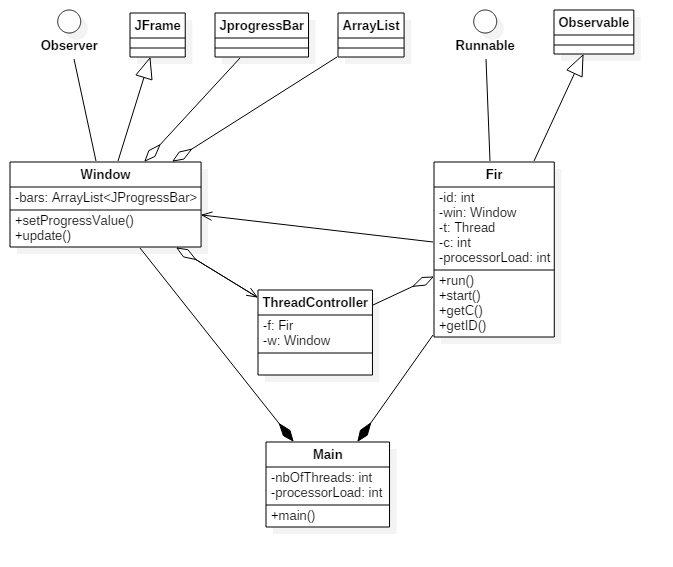 Observer
JFrame
JprogressBar
ArrayList
Runnable
Observable
Window
-bars: ArrayList<JProgressBar>
+setProgressValue()
+update()
Fir
-id: int
-win: Window
-t: Thread
-c: int
-processorLoad: int
+run()
+start()
+getC()
+getID()
ThreadController
-f: Fir
-w: Window
Main
-nbOfThreads: int
-processorLoad: int
+main()